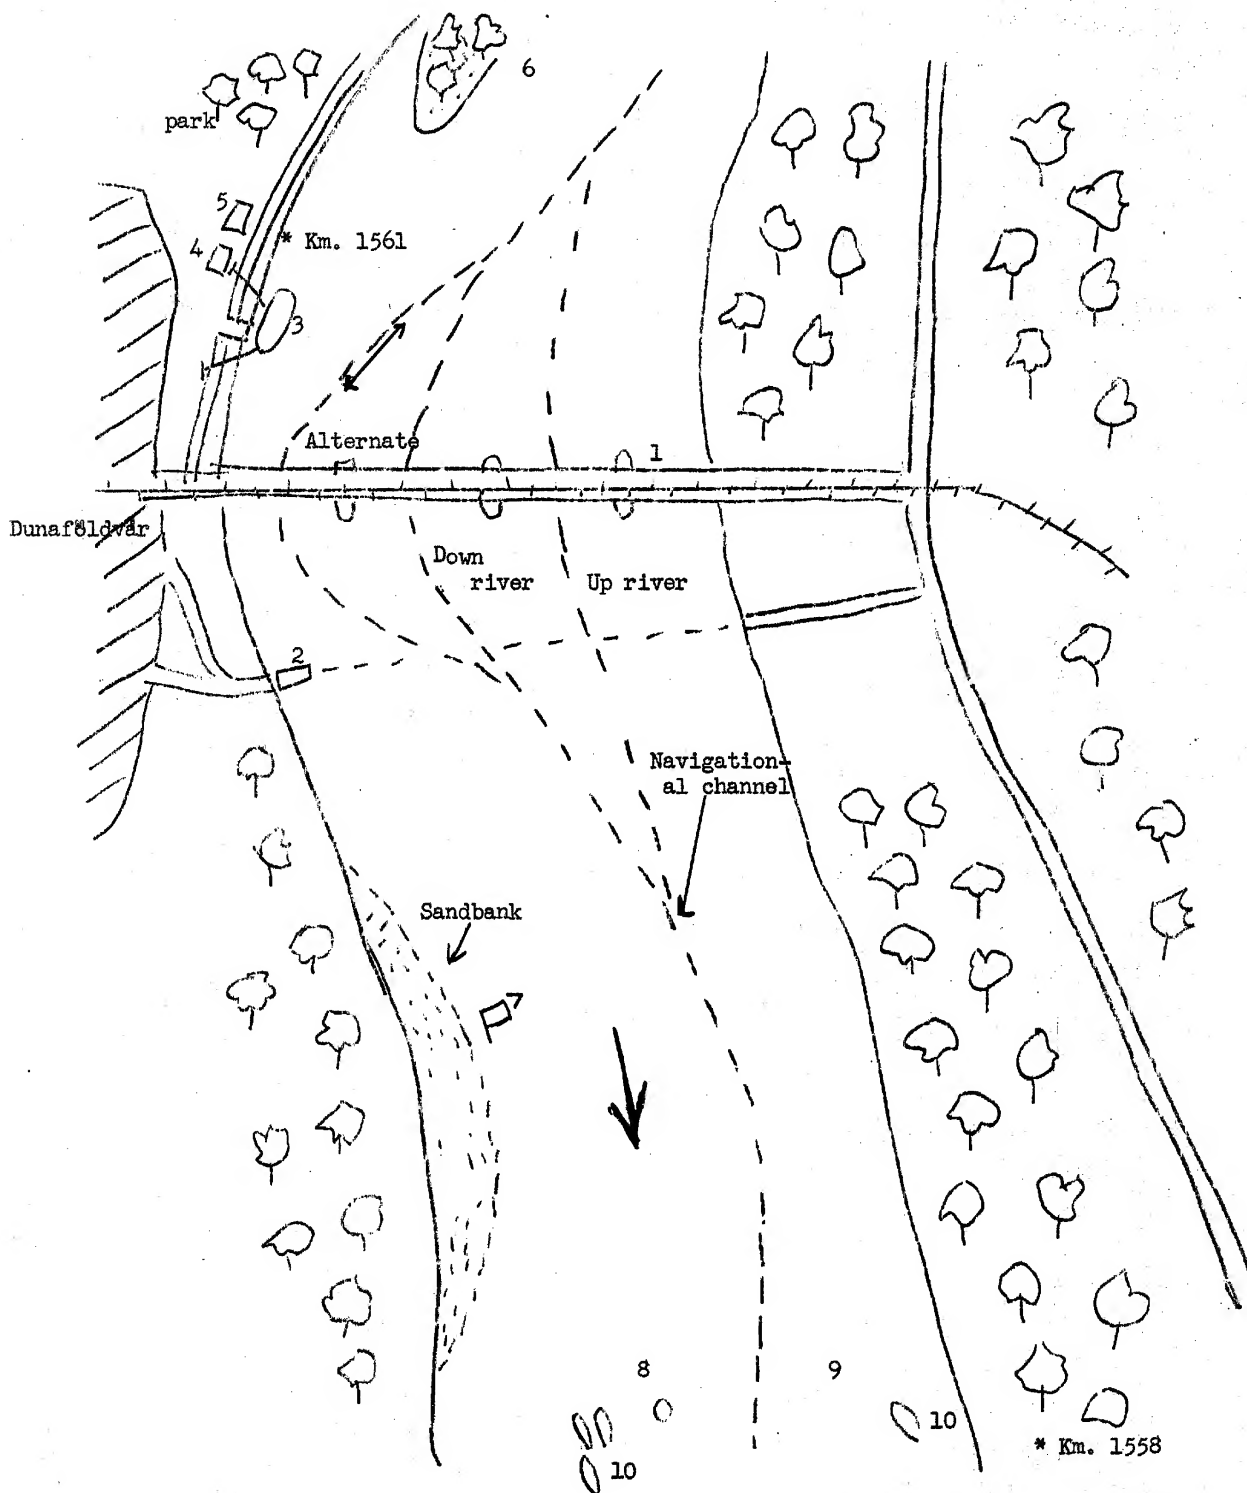 6
park
5
4
* Km. 1561
3
Alternate
1
Dunaföldvár
Down
river
Up river
2
Navigation-
al channel
Sandbank
7
8
9
10
10
* Km. 1558